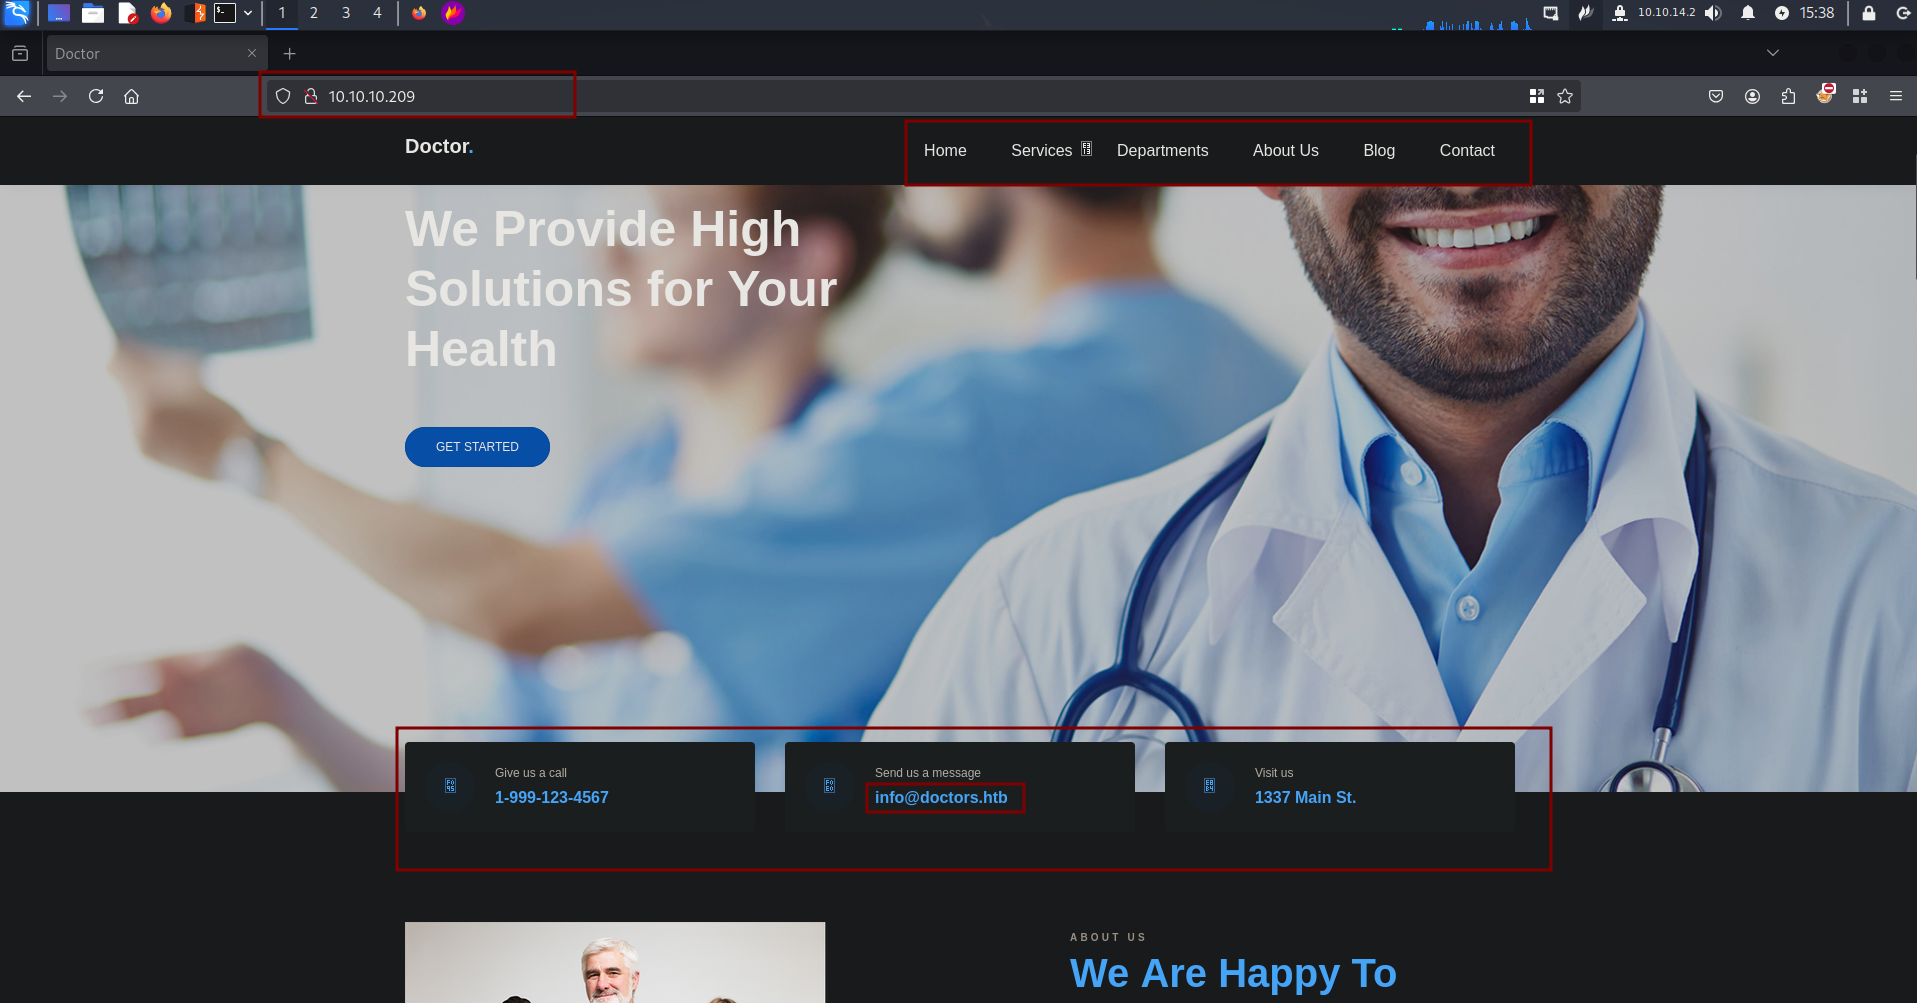 1 2 3 4 10.10.14.2 15:38
Doctor
10.10.10.209
Doctor.
Home Services Departments About Us Blog Contact
We Provide High
Solutions for Your
Health
GET STARTED
Give us a call
1-999-123-4567
Send us a message
info@doctors.htb
Visit us
1337 Main St.
ABOUT US
We Are Happy To